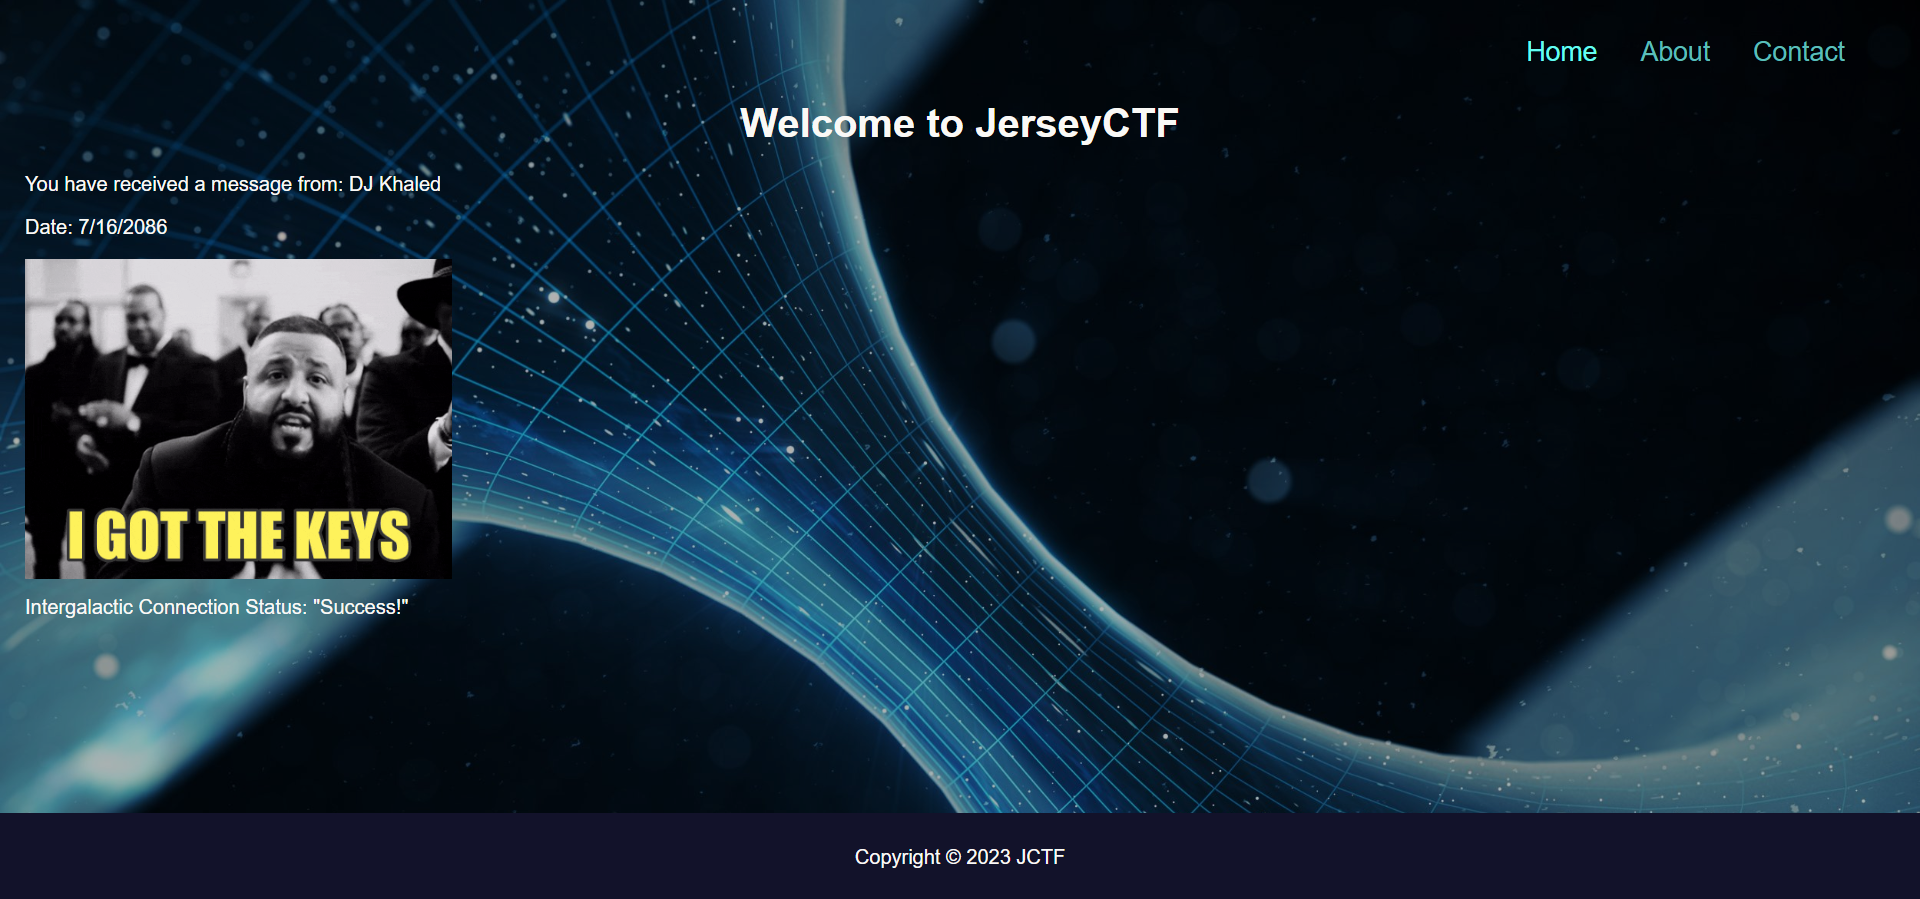 Home About Contact
Welcome to JerseyCTF
You have received a message from: DJ Khaled
Date: 7/16/2086
I GOT THE KEYS
Intergalactic Connection Status: "Success!"
Copyright © 2023 JCTF